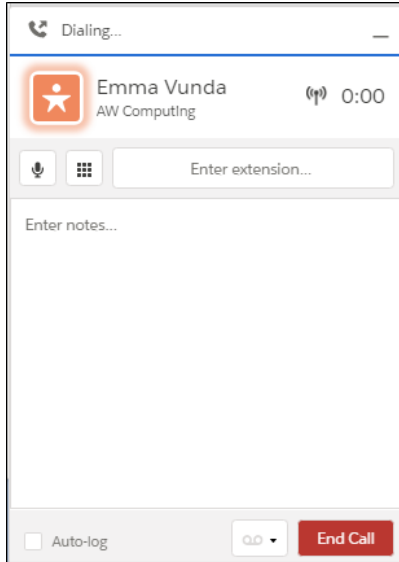 Dialing...
Emma Vunda
0:00
AW Computing
Enter extension...
Enter notes...
Auto-log
End Call